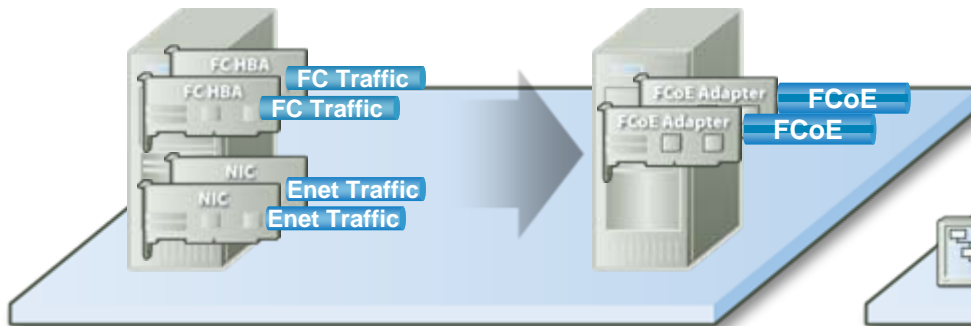 FC HBA
FC Traffic
FC HBA
FC Traffic
NIC
Enet Traffic
NIC
Enet Traffic
FCoE Adapter
FCoE
FCoE Adapter
FCoE